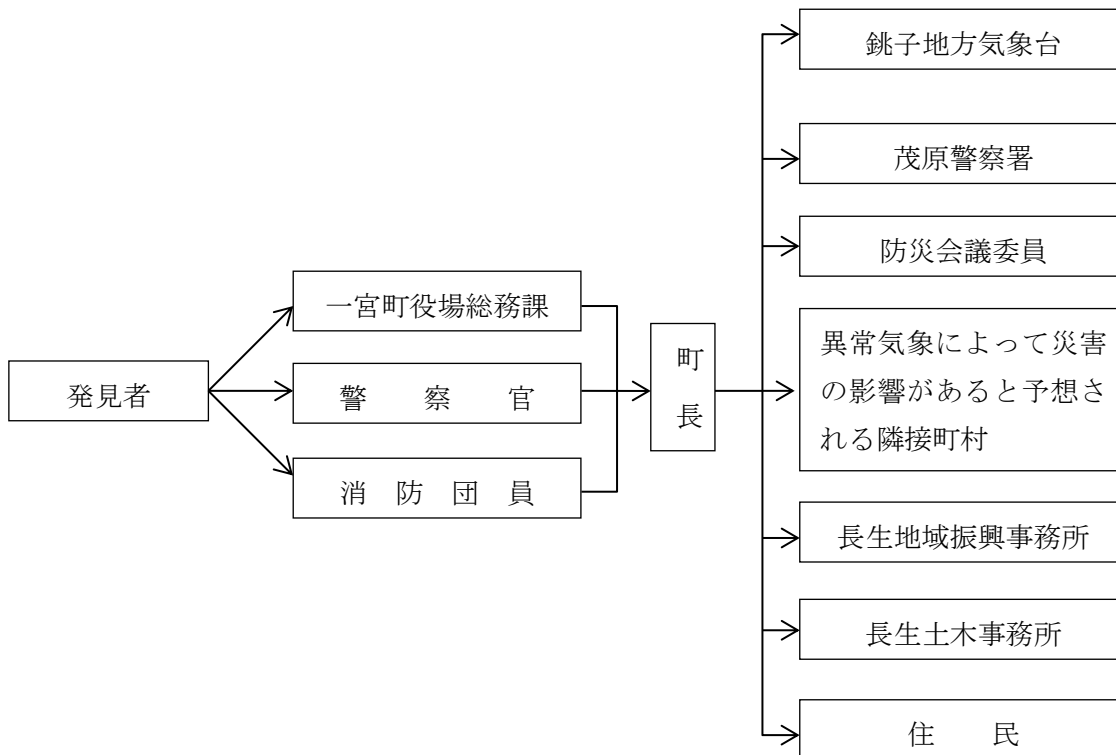 発見者
一宮町役場総務課
警　察　官
消　防　団　員
町
長
銚子地方気象台
茂原警察署
防災会議委員
異常気象によって災害
の影響があると予想さ
れる隣接町村
長生地域振興事務所
長生土木事務所
住　　民